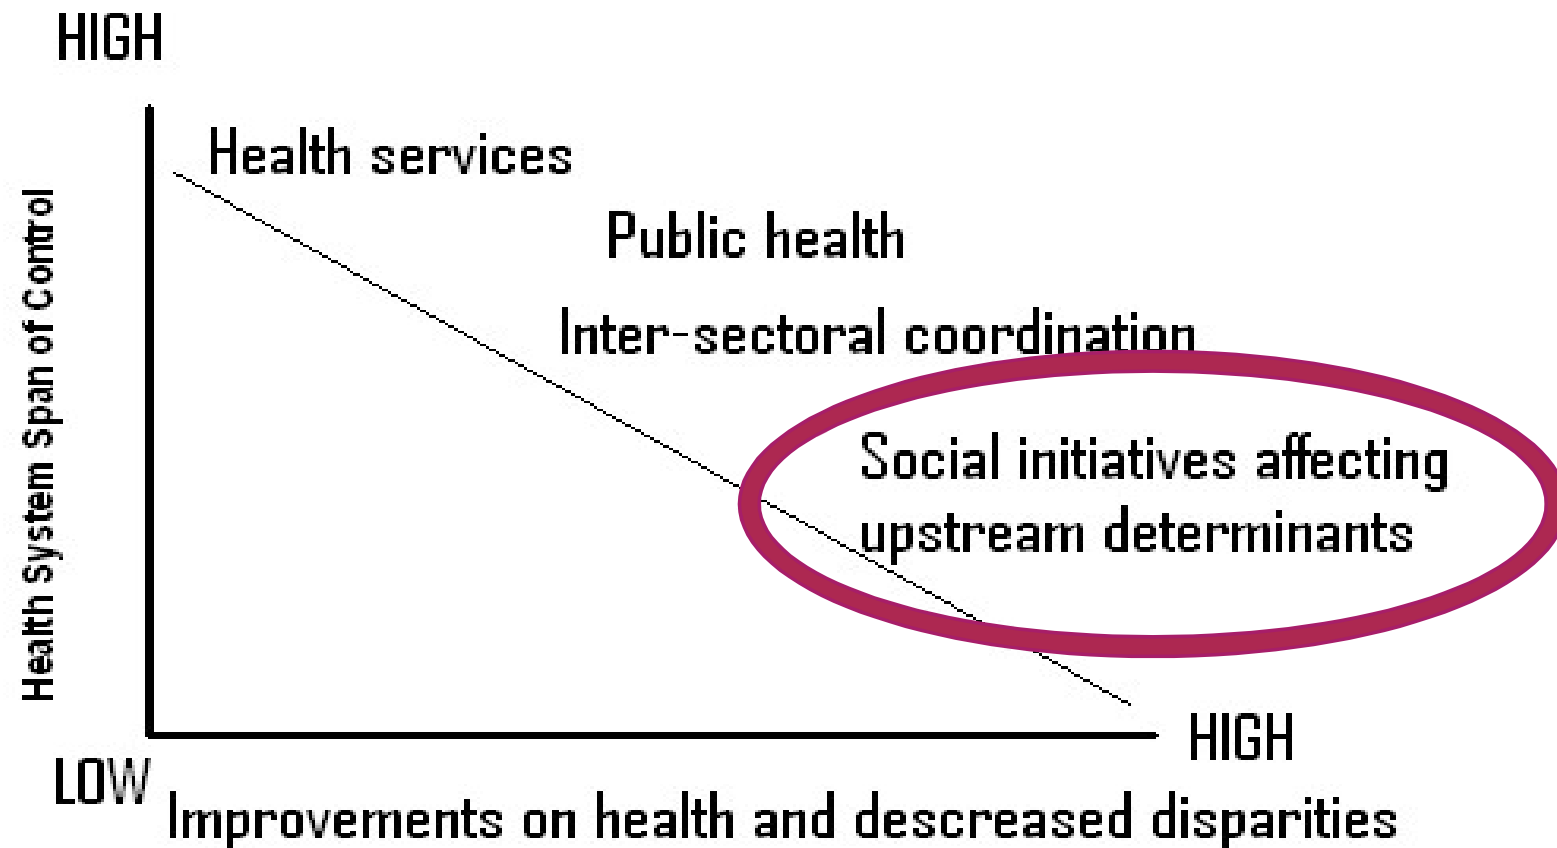 HIGH
Health services
Public health
Inter-sectoral coordination
Social initiatives affecting
upstream determinants
Health System Span of Control
HIGH
LOW
Improvements on health and descreased disparities